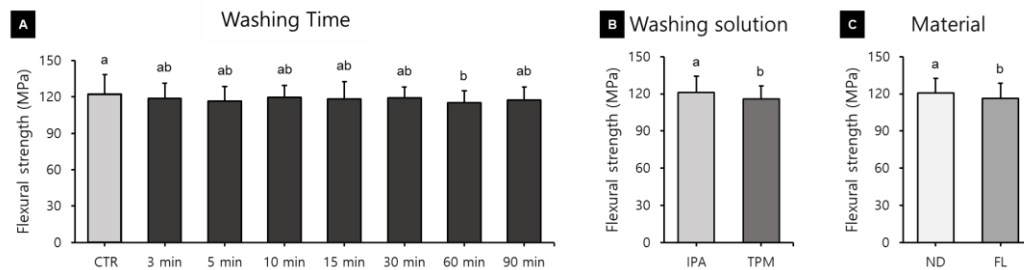 A
Washing Time
Flexural strength (MPa)
150
120
90
60
30
0
a
ab
ab
ab
ab
ab
b
ab
CTR
3 min
5 min
10 min
15 min
30 min
60 min
90 min
B
Washing solution
Flexural strength (MPa)
150
120
90
60
30
0
a
b
IPA
TPM
C
Material
Flexural strength (MPa)
150
120
90
60
30
0
a
b
ND
FL